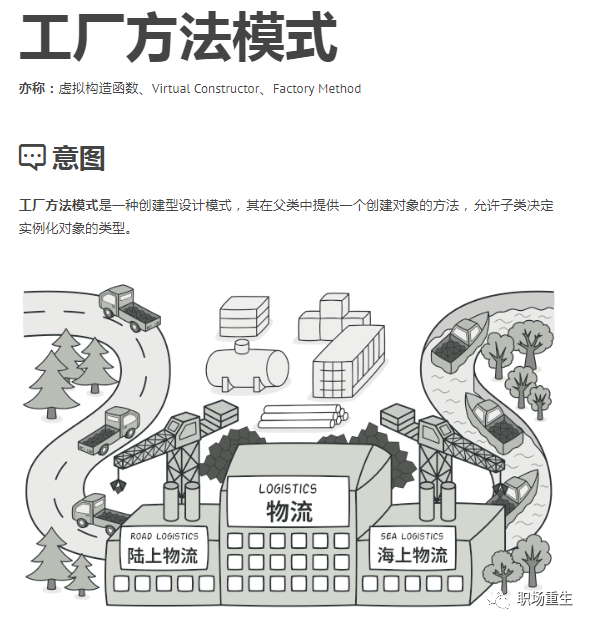 工厂方法模式
亦称：虚拟构造函数、Virtual Constructor、Factory Method
意图
工厂方法模式是一种创建型设计模式，其在父类中提供一个创建对象的方法，允许子类决定
实例化对象的类型。
LOGISTICS
物流
ROAD LOGISTICS
陆上物流
SEA LOGISTICS
海上物流
职场重生